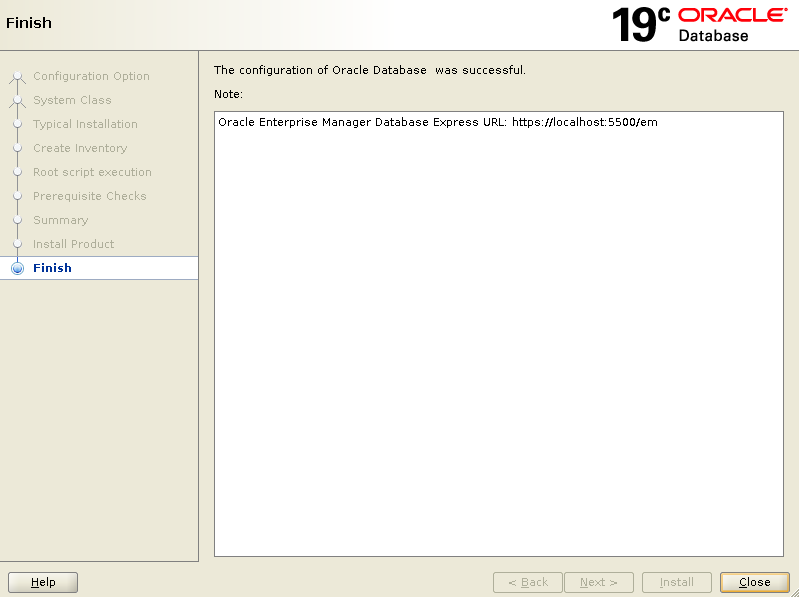 Finish
19c ORACLE
Database
Configuration Option
System Class
Typical Installation
Create Inventory
Root script execution
Prerequisite Checks
Summary
Install Product
Finish
The configuration of Oracle Database  was successful.
Note:
Oracle Enterprise Manager Database Express URL: https://localhost:5500/em
Help
< Back
Next >
Install
Close